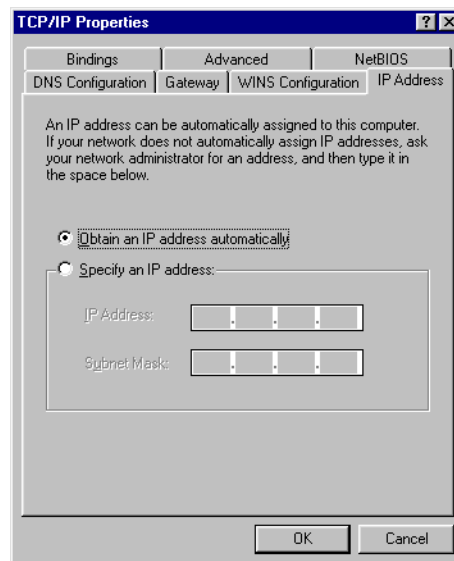 TCP/IP Properties
Bindings Advanced NetBIOS
DNS Configuration Gateway WINS Configuration IP Address
An IP address can be automatically assigned to this computer.
If your network does not automatically assign IP addresses, ask
your network administrator for an address, and then type it in
the space below.
Obtain an IP address automatically
Specify an IP address:
IP Address:
Subnet Mask:
OK Cancel